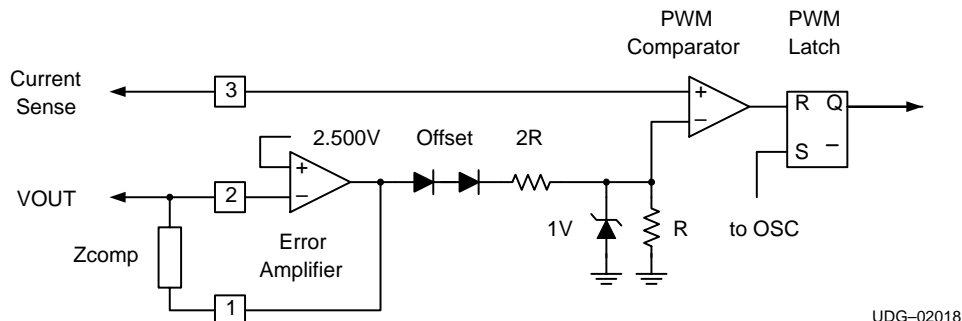 PWM
Comparator
PWM
Latch
Current
Sense
3
+
−
R Q
S −
2.500V
Offset
2R
+
−
VOUT
2
1V
R
to OSC
Zcomp
Error
Amplifier
1
UDG–02018